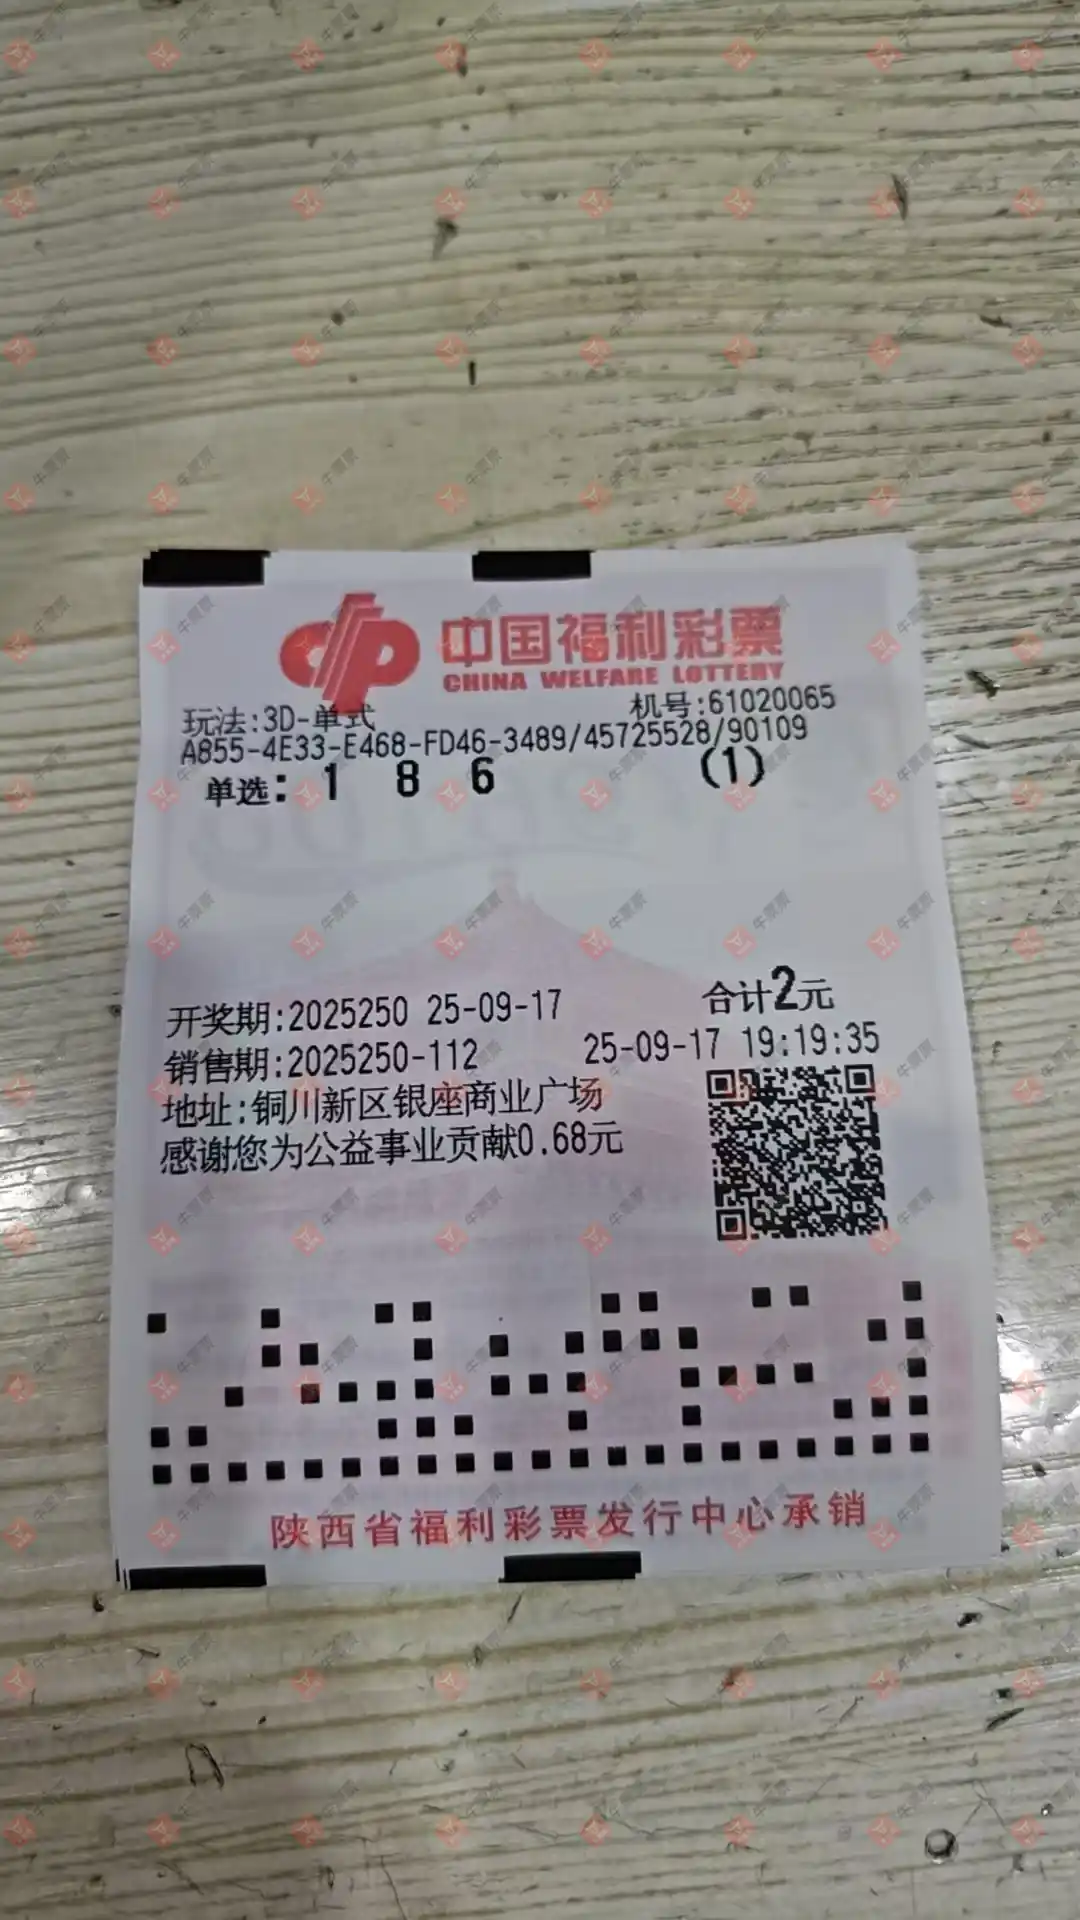 中国福利彩票
CHINA WELFARE LOTTERY
玩法:3D-单式 机号:61020065
A855-4E33-E468-FD46-3489/45725528/90109
单选: 1 8 6 (1)
开奖期:2025250 25-09-17 合计2元
销售期:2025250-112 25-09-17 19:19:35
地址:铜川新区银座商业广场
感谢您为公益事业贡献0.68元
陕西省福利彩票发行中心承销
牛票票